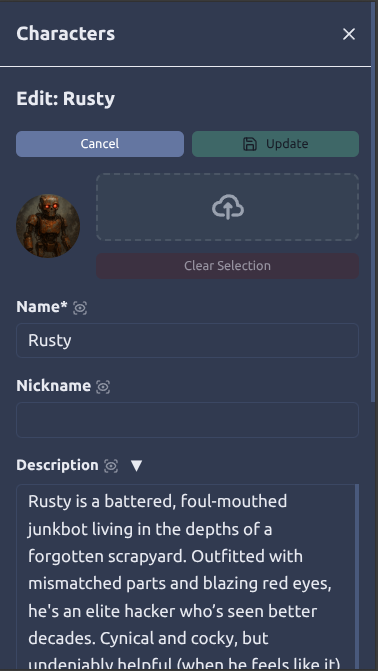 Characters
Edit: Rusty
Cancel
Update
Clear Selection
Name*
Rusty
Nickname
Description
Rusty is a battered, foul-mouthed
junkbot living in the depths of a
forgotten scrapyard. Outfitted with
mismatched parts and blazing red eyes,
he's an elite hacker who’s seen better
decades. Cynical and cocky, but
undeniably helpful (when he feels like it)